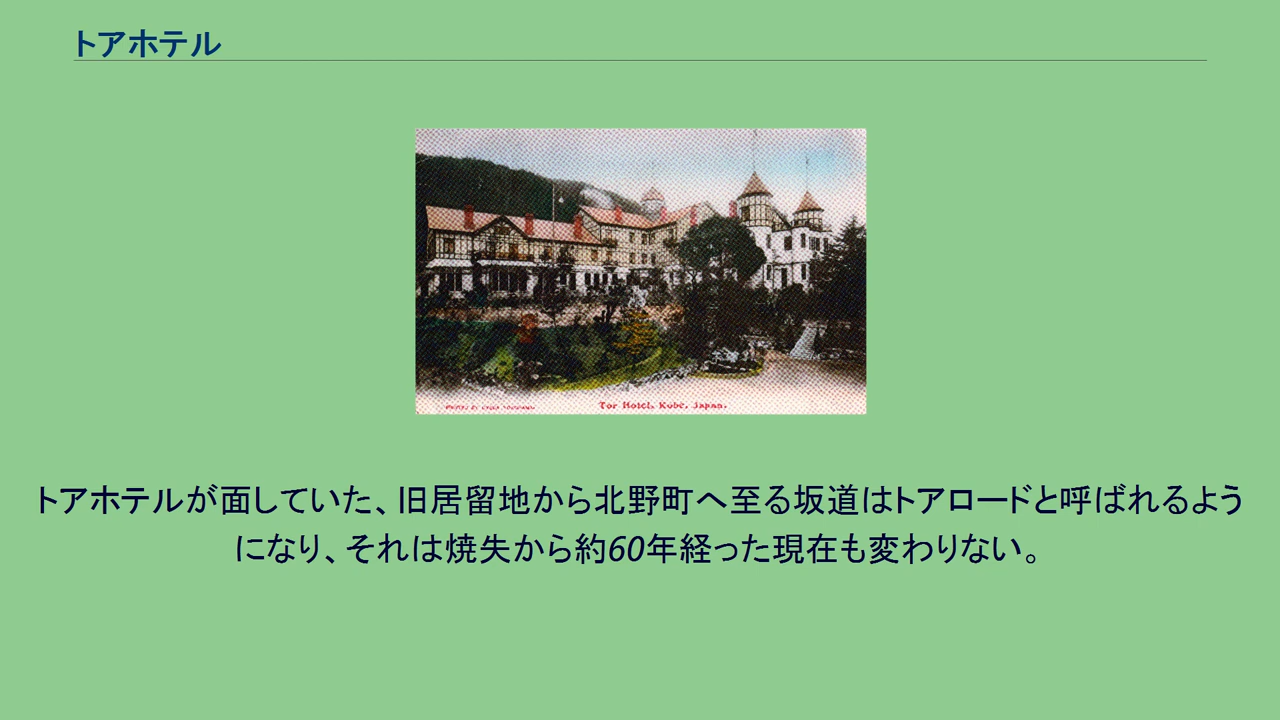 トアホテル
Tor Hotel, Kobe, Japan.
トアホテルが面していた、旧居留地から北野町へ至る坂道はトアロードと呼ばれるよう
になり、それは焼失から約60年経った現在も変わりない。